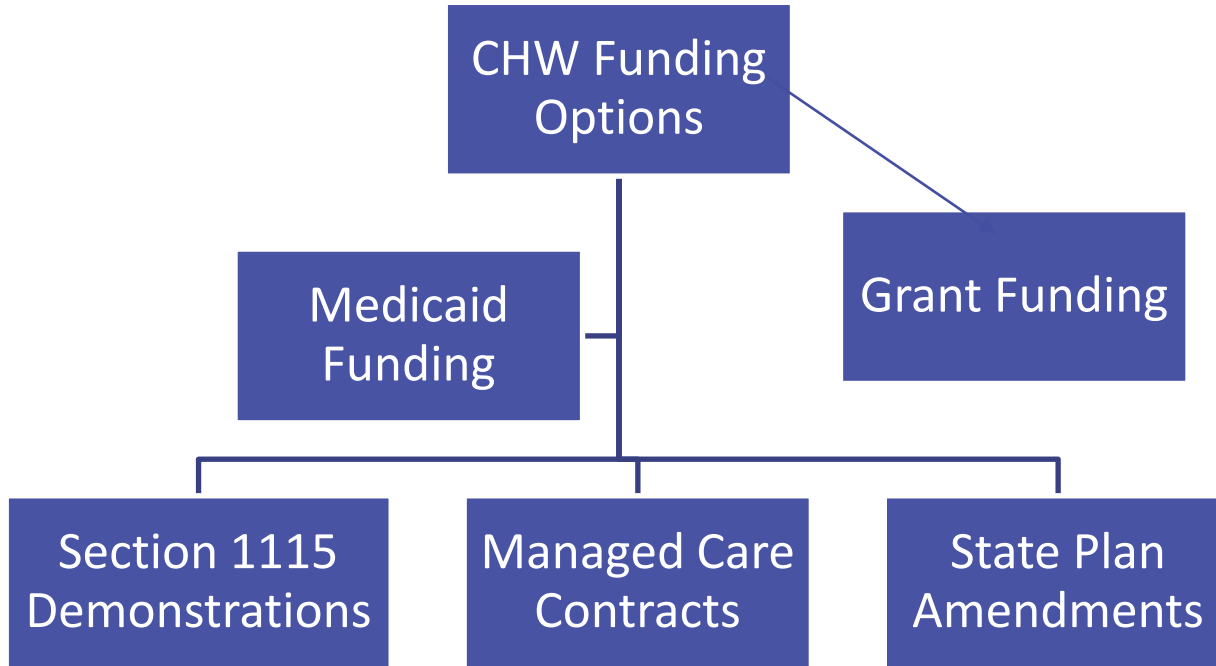 CHW Funding
Options
Medicaid
Funding
Grant Funding
Section 1115
Demonstrations
Managed Care
Contracts
State Plan
Amendments